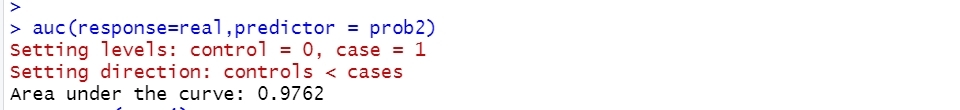 >
> auc(response=real,predictor = prob2)
Setting levels: control = 0, case = 1
Setting direction: controls < cases
Area under the curve: 0.9762